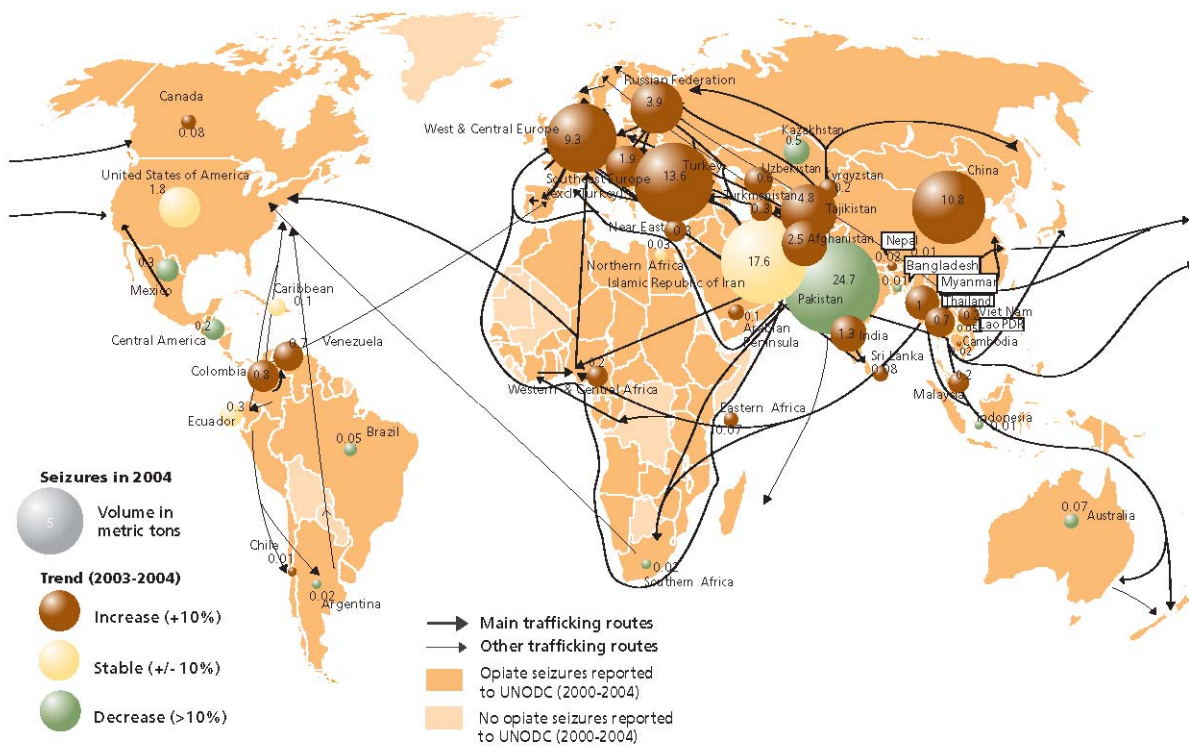 Canada
0.08
United States of America
1.8
0.3
Mexico
Caribbean
0.1
0.2
Central America
0.7
Venezuela
Colombia
0.8
0.3
Ecuador
0.05
Brazil
Chile
0.01
0.02
Argentina
Russian Federation
3.9
West & Central Europe
9.3
1.9
Southeast Europe
(excl. Turkey)
Turkey
13.6
Kazakhstan
0.5
Uzbekistan
0.6
Kyrgyzstan
0.2
Turkmenistan
0.3
4.8
Tajikistan
China
10.8
Near East
0.3
0.03
Northern Africa
2.5
Afghanistan
17.6
Islamic Republic of Iran
24.7
Pakistan
Nepal
0.02
0.01
0.01
Bangladesh
Myanmar
1
Thailand
0.7
Viet Nam
Lao PDR
Cambodia
0.1
Arabian
Peninsula
1.3
India
Sri Lanka
0.08
0.2
Malaysia
Indonesia
0.01
0.2
Western & Central Africa
Eastern Africa
0.07
0.02
Southern Africa
0.07
Australia
Seizures in 2004
5
Volume in
metric tons
Trend (2003-2004)
Increase (+10%)
Stable (+/- 10%)
Decrease (>10%)
Main trafficking routes
Other trafficking routes
Opiate seizures reported
to UNODC (2000-2004)
No opiate seizures reported
to UNODC (2000-2004)